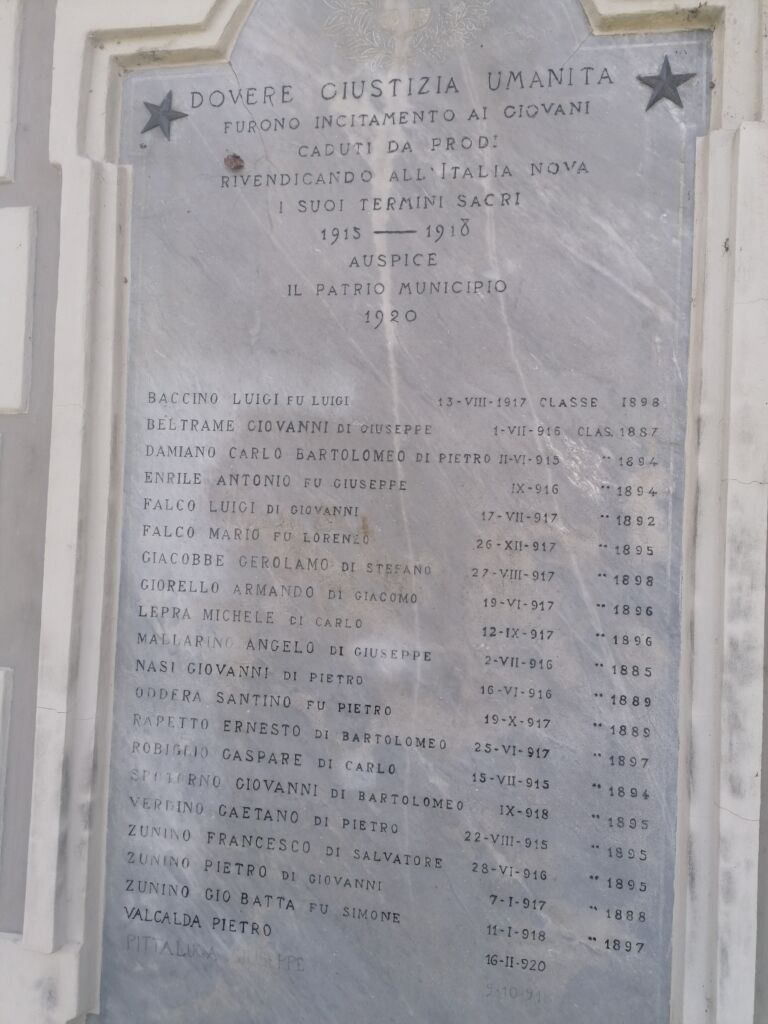 DOVERE GIUSTIZIA UMANITA
FURONO INCITAMENTO AI GIOVANI
CADUTI DA PRODI
RIVENDICANDO ALL'ITALIA NOVA
I SUOI TERMINI SACRI
1915 — 1918
AUSPICE
IL PATRIO MUNICIPIO
1920
BACCINO LUIGI FU LUIGI 13-VIII-1917 CLASSE 1898
BELTRAME GIOVANNI DI GIUSEPPE 1-VII-916 CLAS. 1887
DAMIANO CARLO BARTOLOMEO DI PIETRO II-VI-915 " 1894
ENRILE ANTONIO FU GIUSEPPE IX-916 " 1894
FALCO LUIGI DI GIOVANNI 17-VII-917 " 1892
FALCO MARIO FU LORENZO 26-XII-917 " 1895
GIACOBBE GEROLAMO DI STEFANO 27-VIII-917 " 1898
GIORELLO ARMANDO DI GIACOMO 19-VI-917 " 1896
LEPRA MICHELE DI CARLO 12-IX-917 " 1896
MALLARINO ANGELO DI GIUSEPPE 2-VII-916 " 1885
NASI GIOVANNI DI PIETRO 16-VI-916 " 1889
ODDERA SANTINO FU PIETRO 19-X-917 " 1889
RAPETTO ERNESTO DI BARTOLOMEO 25-VI-917 " 1897
ROBIGLIO GASPARE DI CARLO 15-VII-915 " 1894
SPOTORNO GIOVANNI DI BARTOLOMEO IX-918 " 1895
VERDINO GAETANO DI PIETRO 22-VIII-915 " 1895
ZUNINO FRANCESCO DI SALVATORE 28-VI-916 " 1895
ZUNINO PIETRO DI GIOVANNI 7-I-917 " 1888
ZUNINO GIO BATTA FU SIMONE 11-I-918 " 1897
VALCALDA PIETRO 16-II-920
PITTALUGA GIUSEPPE